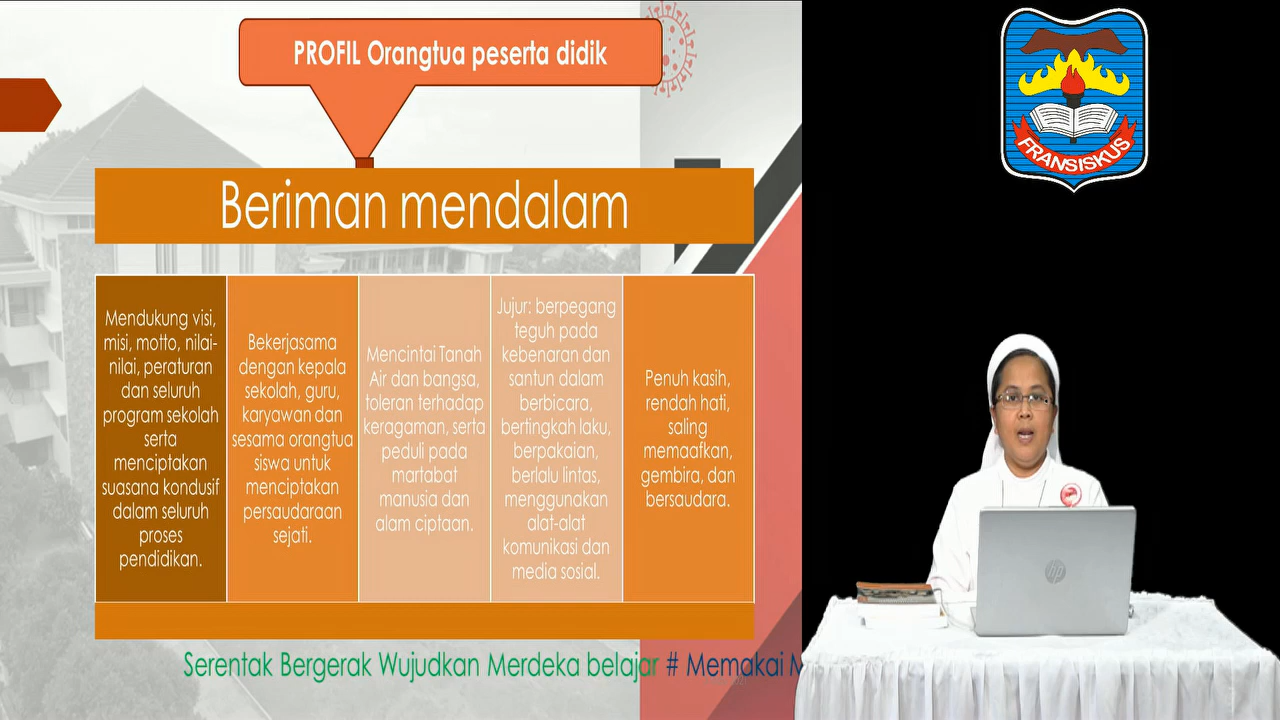 PROFIL Orangtua peserta didik
Beriman mendalam
Mendukung visi,
misi, motto, nilai-
nilai, peraturan
dan seluruh
program sekolah
serta
menciptakan
suasana kondusif
dalam seluruh
proses
pendidikan.
Bekerjasama
dengan kepala
sekolah, guru,
karyawan dan
sesama orangtua
siswa untuk
menciptakan
persaudaraan
sejati.
Mencintai Tanah
Air dan bangsa,
toleran terhadap
keragaman, serta
peduli pada
martabat
manusia dan
alam ciptaan.
Jujur: berpegang
teguh pada
kebenaran dan
santun dalam
berbicara,
bertingkah laku,
berpakaian,
berlalu lintas,
menggunakan
alat-alat
komunikasi dan
media sosial.
Penuh kasih,
rendah hati,
saling
memaafkan,
gembira, dan
bersaudara.
Serentak Bergerak Wujudkan Merdeka belajar # Memakai M
FRANSISKUS
hp